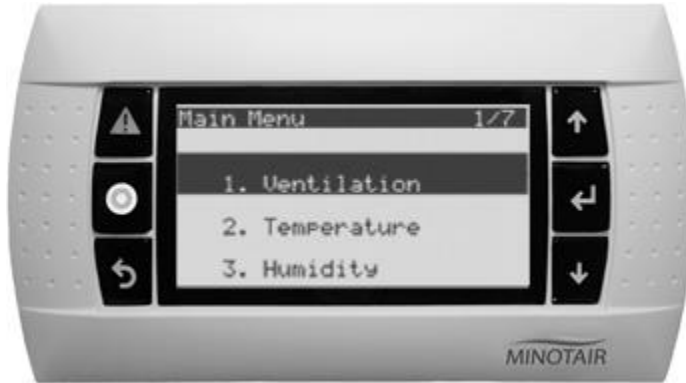 Main Menu 1/7
1. Ventilation
2. Temperature
3. Humidity
MINOTAIR